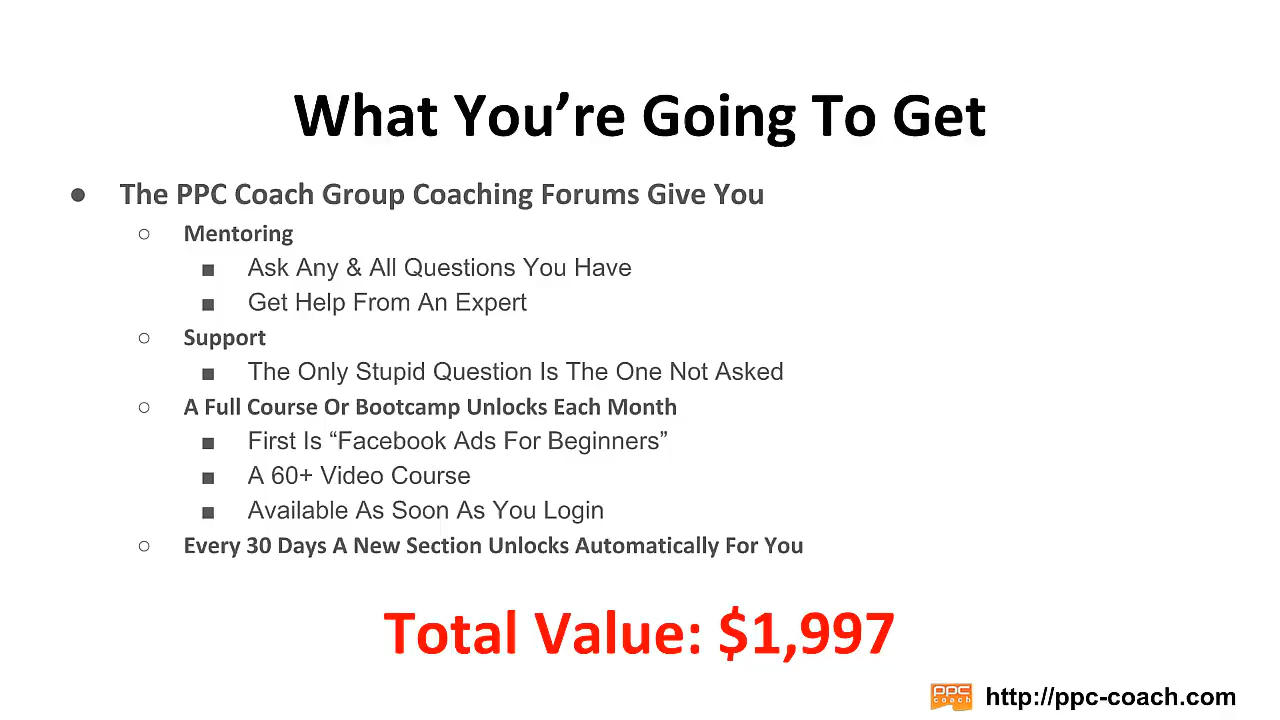 What You’re Going To Get
● The PPC Coach Group Coaching Forums Give You
○ Mentoring
■ Ask Any & All Questions You Have
■ Get Help From An Expert
○ Support
■ The Only Stupid Question Is The One Not Asked
○ A Full Course Or Bootcamp Unlocks Each Month
■ First Is “Facebook Ads For Beginners”
■ A 60+ Video Course
■ Available As Soon As You Login
○ Every 30 Days A New Section Unlocks Automatically For You
Total Value: $1,997
PPC
coach
http://ppc-coach.com